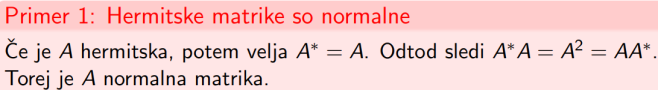 Primer 1: Hermitske matrike so normalne
Če je A hermitska, potem velja A* = A. Odtod sledi A*A = A² = AA*.
Torej je A normalna matrika.